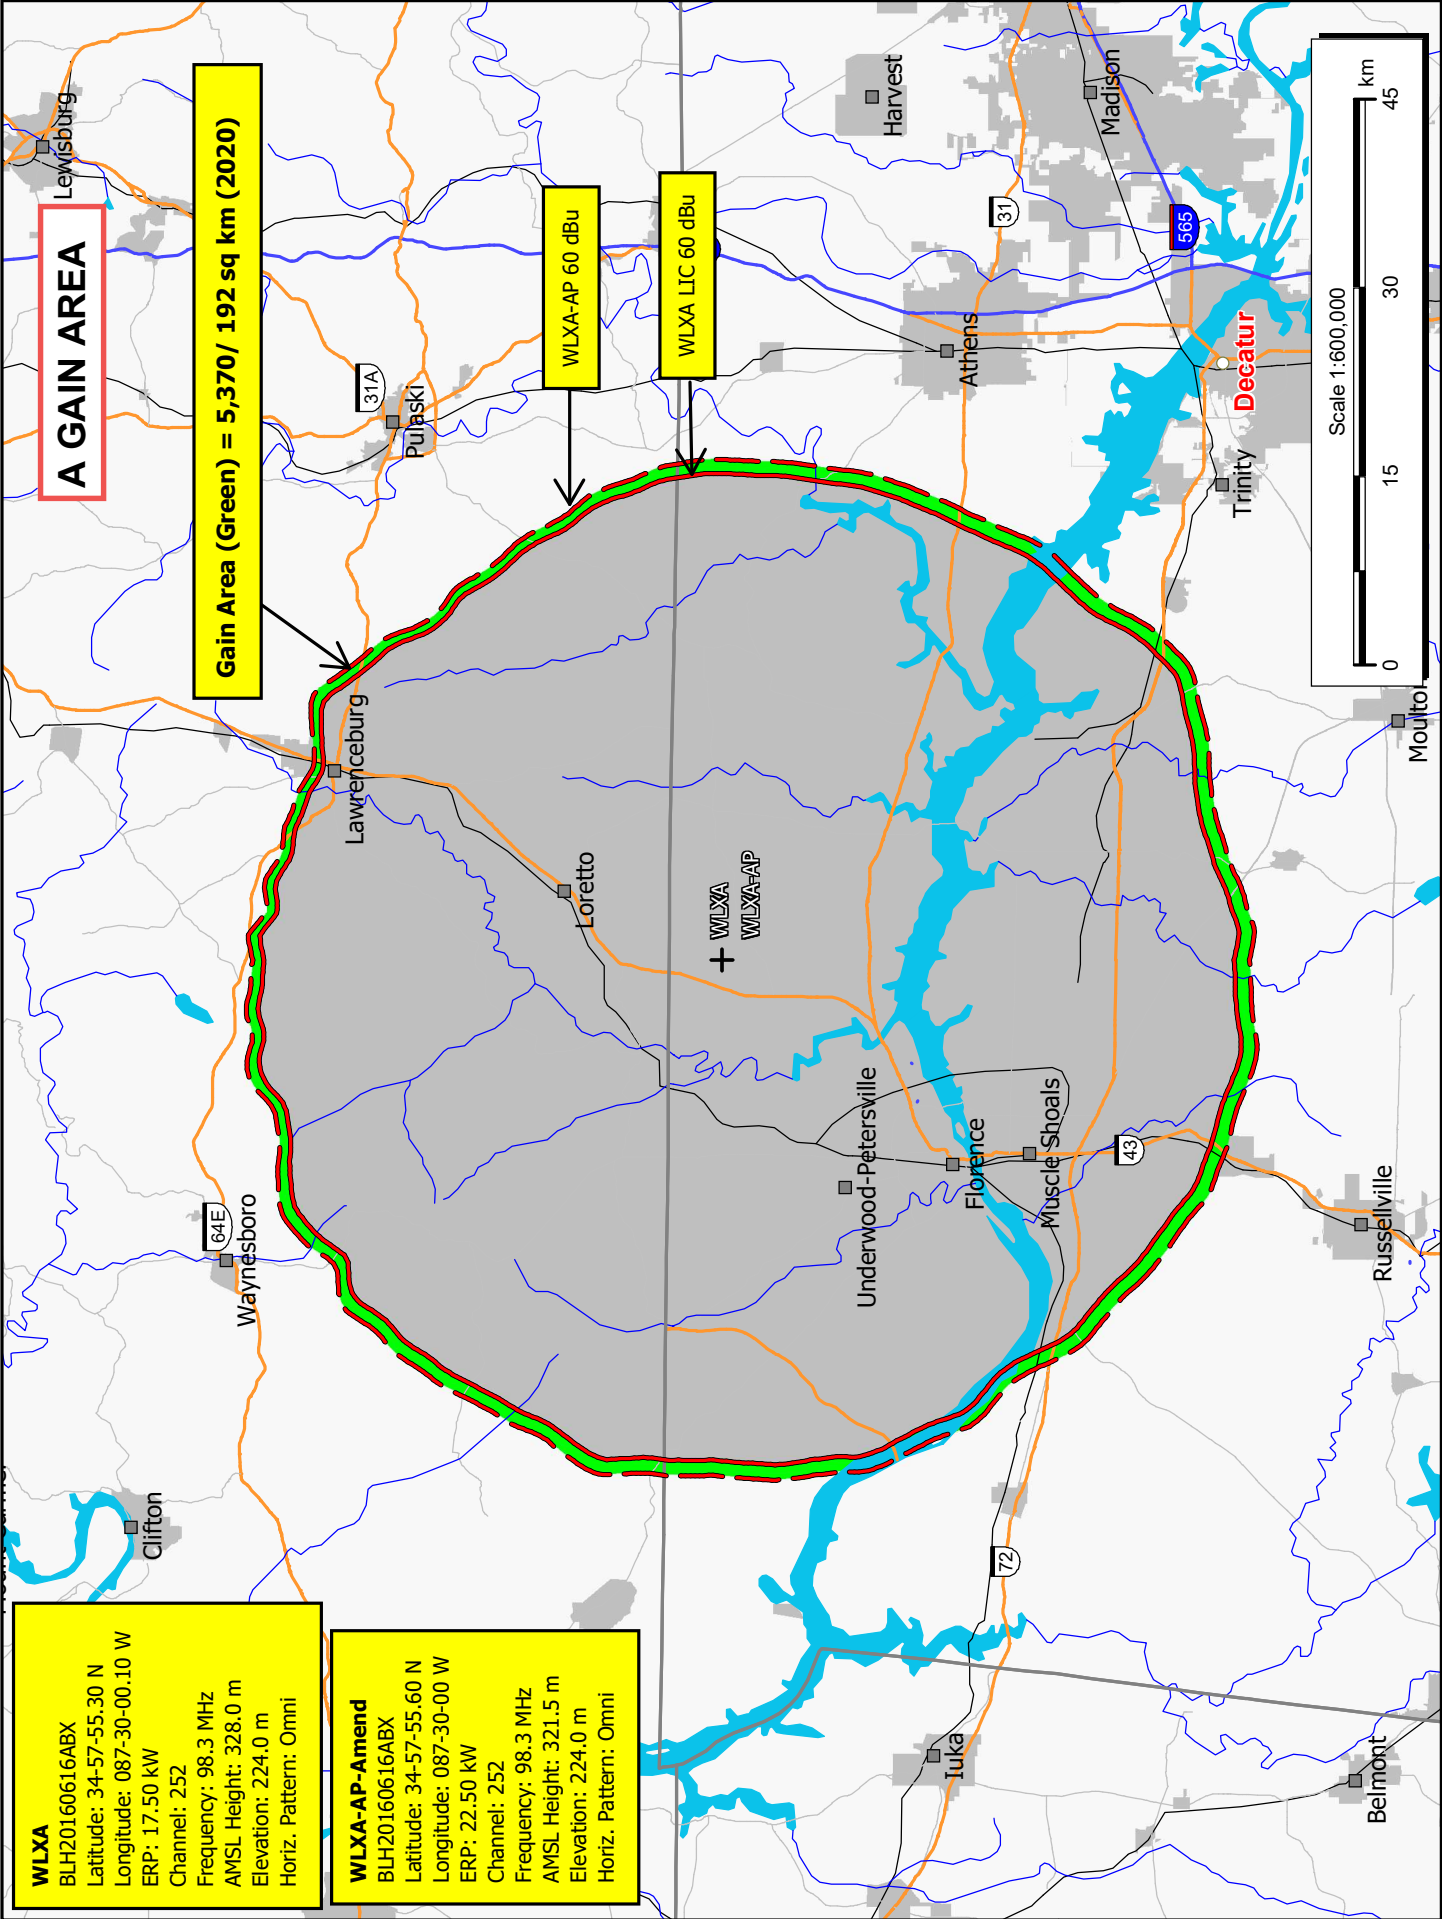 A GAIN AREA
Gain Area (Green) = 5,370/ 192 sq km (2020)
WLXA-AP 60 dBu
WLXA LIC 60 dBu
WLXA
BLH20160616ABX
Latitude: 34-57-55.30 N
Longitude: 087-30-00.10 W
ERP: 17.50 kW
Channel: 252
Frequency: 98.3 MHz
AMSL Height: 328.0 m
Elevation: 224.0 m
Horiz. Pattern: Omni
WLXA-AP-Amend
BLH20160616ABX
Latitude: 34-57-55.60 N
Longitude: 087-30-00 W
ERP: 22.50 kW
Channel: 252
Frequency: 98.3 MHz
AMSL Height: 321.5 m
Elevation: 224.0 m
Horiz. Pattern: Omni
Clifton
Waynesboro
64E
Lawrenceburg
Loretto
Pulaski
31A
Lewisburg
WLXA
WLXA-AP
Underwood-Petersville
Florence
Muscle Shoals
43
72
Iuka
Belmont
Russellville
Moulton
Trinity
Decatur
Athens
31
565
Harvest
Madison
Scale 1:600,000
0
15
30
45
km